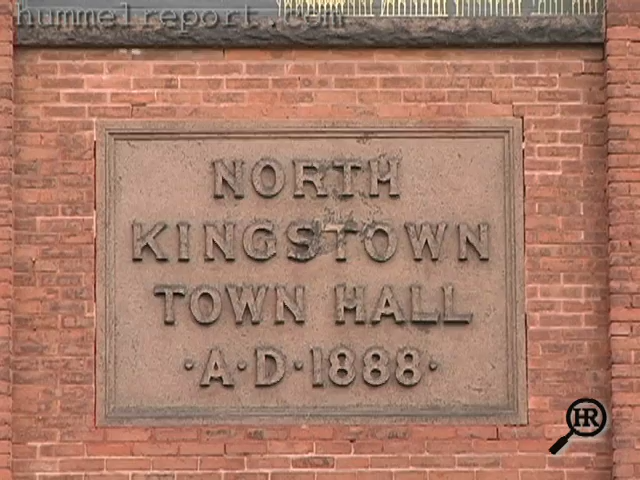 hummelreport.com
NORTH
KINGSTOWN
TOWN HALL
·A·D·1888·
HR